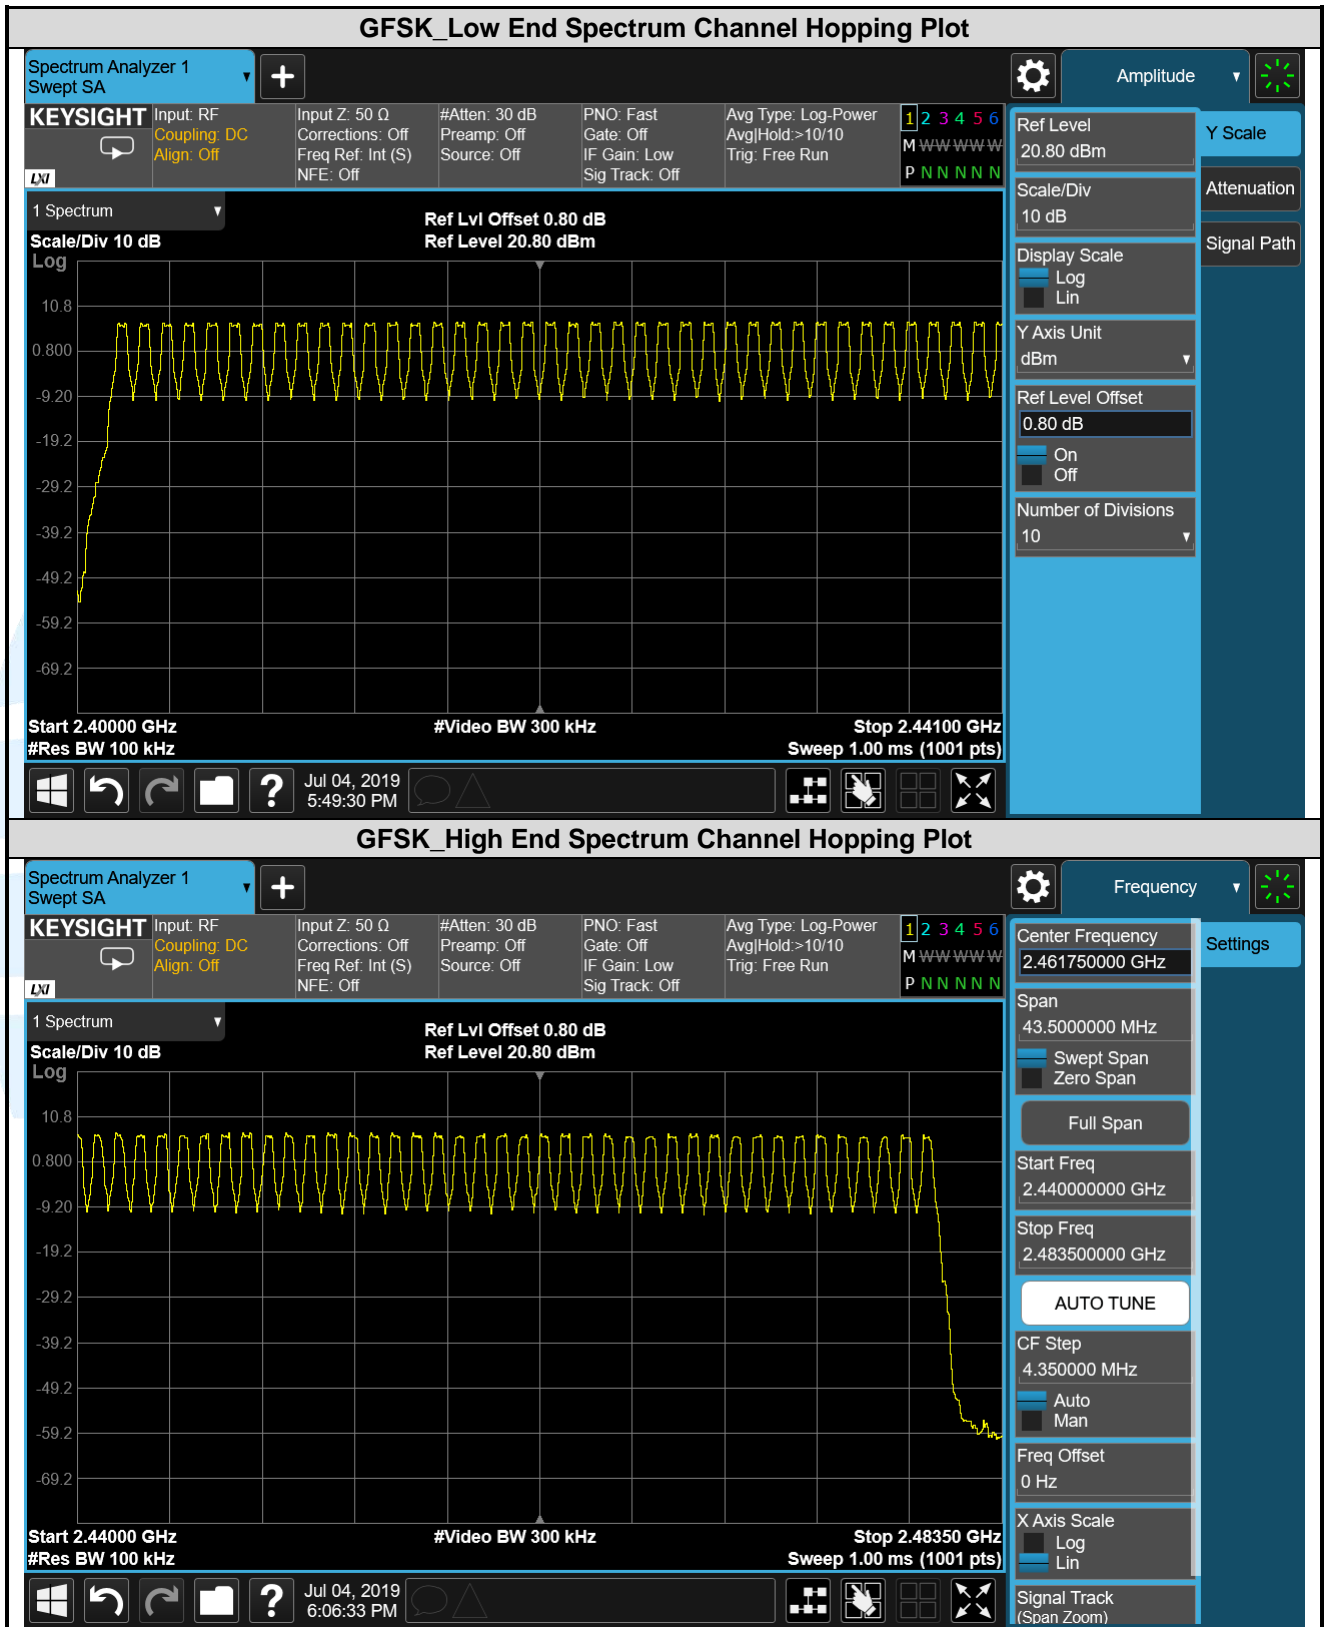 GFSK_Low End Spectrum Channel Hopping Plot
Spectrum Analyzer 1
Swept SA
Amplitude
KEYSIGHT
LXI
Input: RF
Coupling: DC
Align: Off
Input Z: 50 Ω
Corrections: Off
Freq Ref: Int (S)
NFE: Off
#Atten: 30 dB
Preamp: Off
Source: Off
PNO: Fast
Gate: Off
IF Gain: Low
Sig Track: Off
Avg Type: Log-Power
Avg|Hold:>10/10
Trig: Free Run
1 2 3 4 5 6
M W W W W W
P N N N N N
1 Spectrum
Scale/Div 10 dB
Log
Ref Lvl Offset 0.80 dB
Ref Level 20.80 dBm
10.8
0.800
-9.20
-19.2
-29.2
-39.2
-49.2
-59.2
-69.2
Start 2.40000 GHz
#Res BW 100 kHz
#Video BW 300 kHz
Stop 2.44100 GHz
Sweep 1.00 ms (1001 pts)
Jul 04, 2019
5:49:30 PM
Ref Level
20.80 dBm
Scale/Div
10 dB
Display Scale
Log
Lin
Y Axis Unit
dBm
Ref Level Offset
0.80 dB
On
Off
Number of Divisions
10
Y Scale
Attenuation
Signal Path
GFSK_High End Spectrum Channel Hopping Plot
Spectrum Analyzer 1
Swept SA
Frequency
KEYSIGHT
LXI
Input: RF
Coupling: DC
Align: Off
Input Z: 50 Ω
Corrections: Off
Freq Ref: Int (S)
NFE: Off
#Atten: 30 dB
Preamp: Off
Source: Off
PNO: Fast
Gate: Off
IF Gain: Low
Sig Track: Off
Avg Type: Log-Power
Avg|Hold:>10/10
Trig: Free Run
1 2 3 4 5 6
M W W W W W
P N N N N N
1 Spectrum
Scale/Div 10 dB
Log
Ref Lvl Offset 0.80 dB
Ref Level 20.80 dBm
10.8
0.800
-9.20
-19.2
-29.2
-39.2
-49.2
-59.2
-69.2
Start 2.44000 GHz
#Res BW 100 kHz
#Video BW 300 kHz
Stop 2.48350 GHz
Sweep 1.00 ms (1001 pts)
Jul 04, 2019
6:06:33 PM
Center Frequency
2.461750000 GHz
Span
43.5000000 MHz
Swept Span
Zero Span
Full Span
Start Freq
2.440000000 GHz
Stop Freq
2.483500000 GHz
AUTO TUNE
CF Step
4.350000 MHz
Auto
Man
Freq Offset
0 Hz
X Axis Scale
Log
Lin
Signal Track
(Span Zoom)
Settings